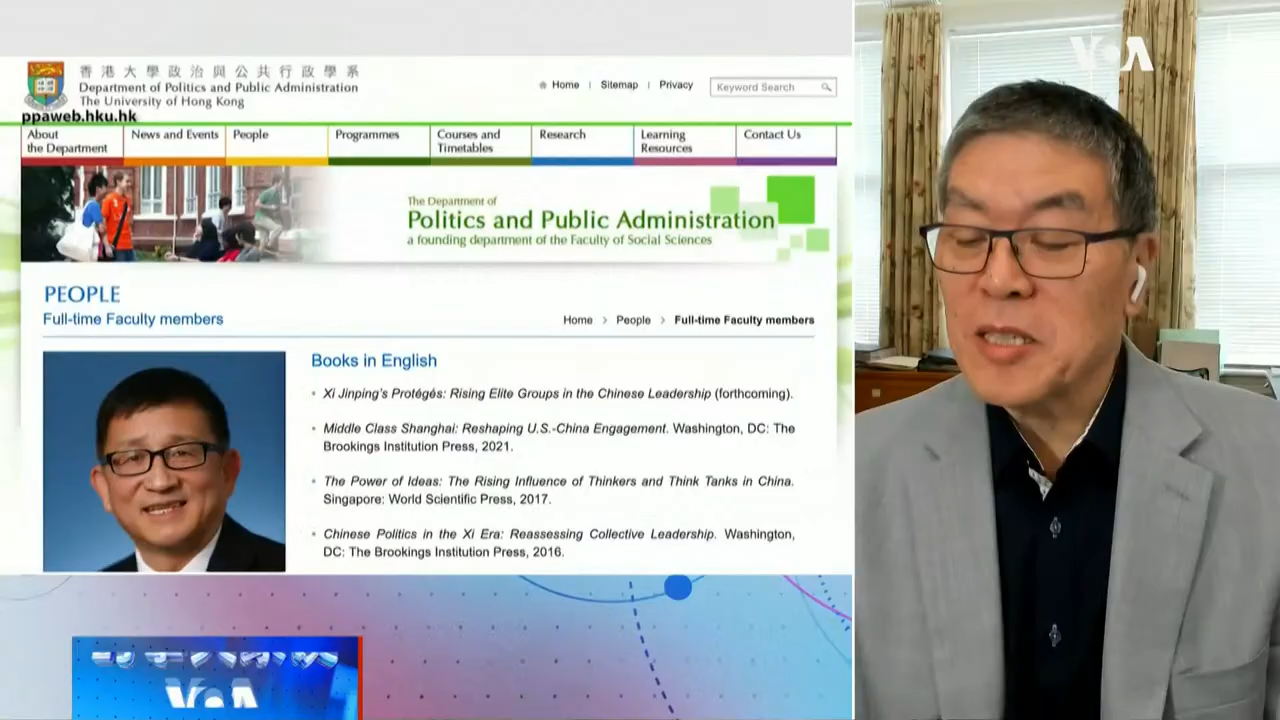 VOA
香港大學政治與公共行政學系
Department of Politics and Public Administration
The University of Hong Kong
ppaweb.hku.hk
Home | Sitemap | Privacy
Keyword Search
About the Department
News and Events
People
Programmes
Courses and Timetables
Research
Learning Resources
Contact Us
The Department of
Politics and Public Administration
a founding department of the Faculty of Social Sciences
PEOPLE
Full-time Faculty members
Home > People > Full-time Faculty members
Books in English
• Xi Jinping's Protégés: Rising Elite Groups in the Chinese Leadership (forthcoming).
• Middle Class Shanghai: Reshaping U.S.-China Engagement. Washington, DC: The
Brookings Institution Press, 2021.
• The Power of Ideas: The Rising Influence of Thinkers and Think Tanks in China.
Singapore: World Scientific Press, 2017.
• Chinese Politics in the Xi Era: Reassessing Collective Leadership. Washington,
DC: The Brookings Institution Press, 2016.
VOA